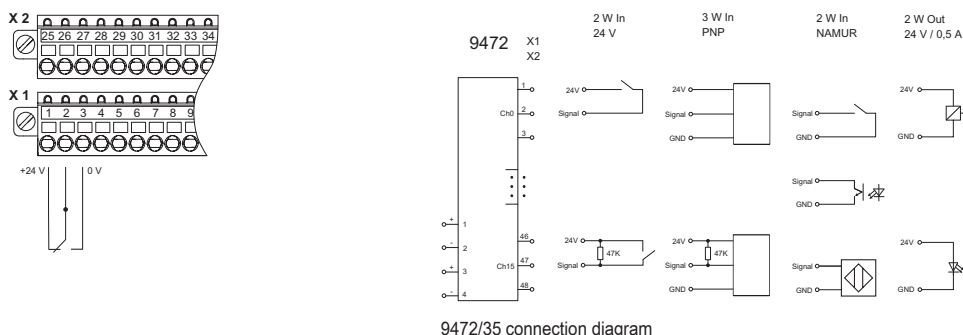 X 2
25 26 27 28 29 30 31 32 33 34
X 1
1 2 3 4 5 6 7 8 9
+24 V
0 V
9472
X1
X2
2 W In
24 V
3 W In
PNP
2 W In
NAMUR
2 W Out
24 V / 0,5 A
1
Ch0
2
3
+
1
-
2
+
3
-
4
46
Ch15
47
48
24V
Signal
24V
Signal
GND
Signal
GND
24V
GND
Signal
GND
24V
47K
Signal
24V
47K
Signal
GND
Signal
GND
24V
GND
9472/35 connection diagram